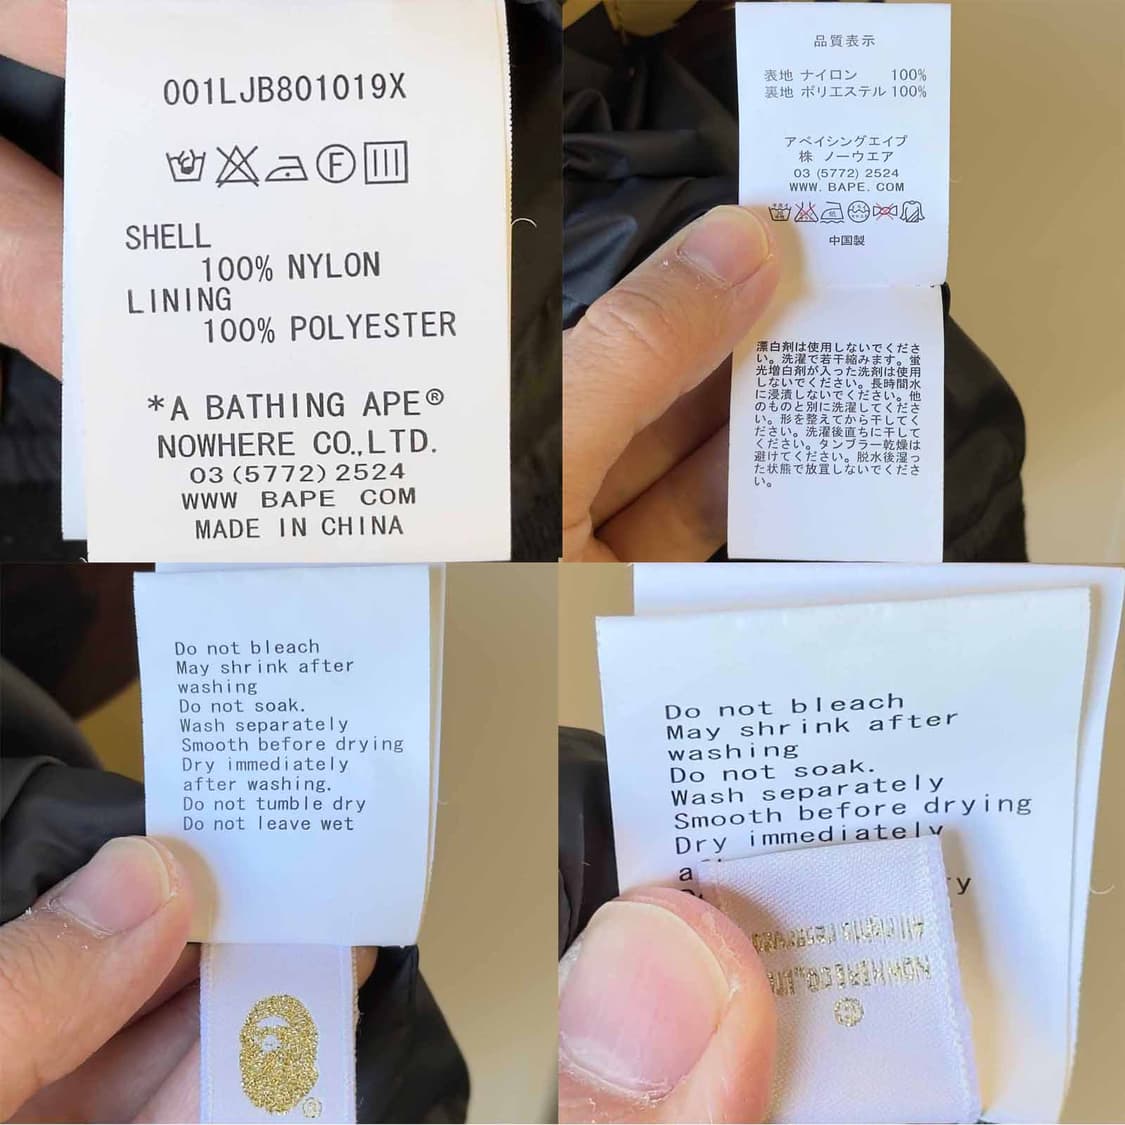 001LJB801019X
F
SHELL
100% NYLON
LINING
100% POLYESTER
*A BATHING APE®
NOWHERE CO.,LTD.
03(5772)2524
WWW BAPE COM
MADE IN CHINA
品質表示
表地 ナイロン 100%
裏地 ポリエステル 100%
アベイシングエイプ
株 ノーウエア
03 (5772) 2524
WWW. BAPE. COM
中国製
漂白剤は使用しないでくださ
い。洗濯で若干縮みます。蛍
光増白剤が入った洗剤は使用
しないでください。長時間水
に浸漬しないでください。他
のものと別に洗濯してくださ
い。形を整えてから干してく
ださい。洗濯後直ちに干して
ください。タンブラー乾燥は
避けてください。脱水後湿っ
た状態で放置しないでくださ
い。
Do not bleach
May shrink after
washing
Do not soak.
Wash separately
Smooth before drying
Dry immediately
after washing.
Do not tumble dry
Do not leave wet
®
Do not bleach
May shrink after
washing
Do not soak.
Wash separately
Smooth before drying
Dry immediately
All rights reserved
NOWHERE CO.,LTD